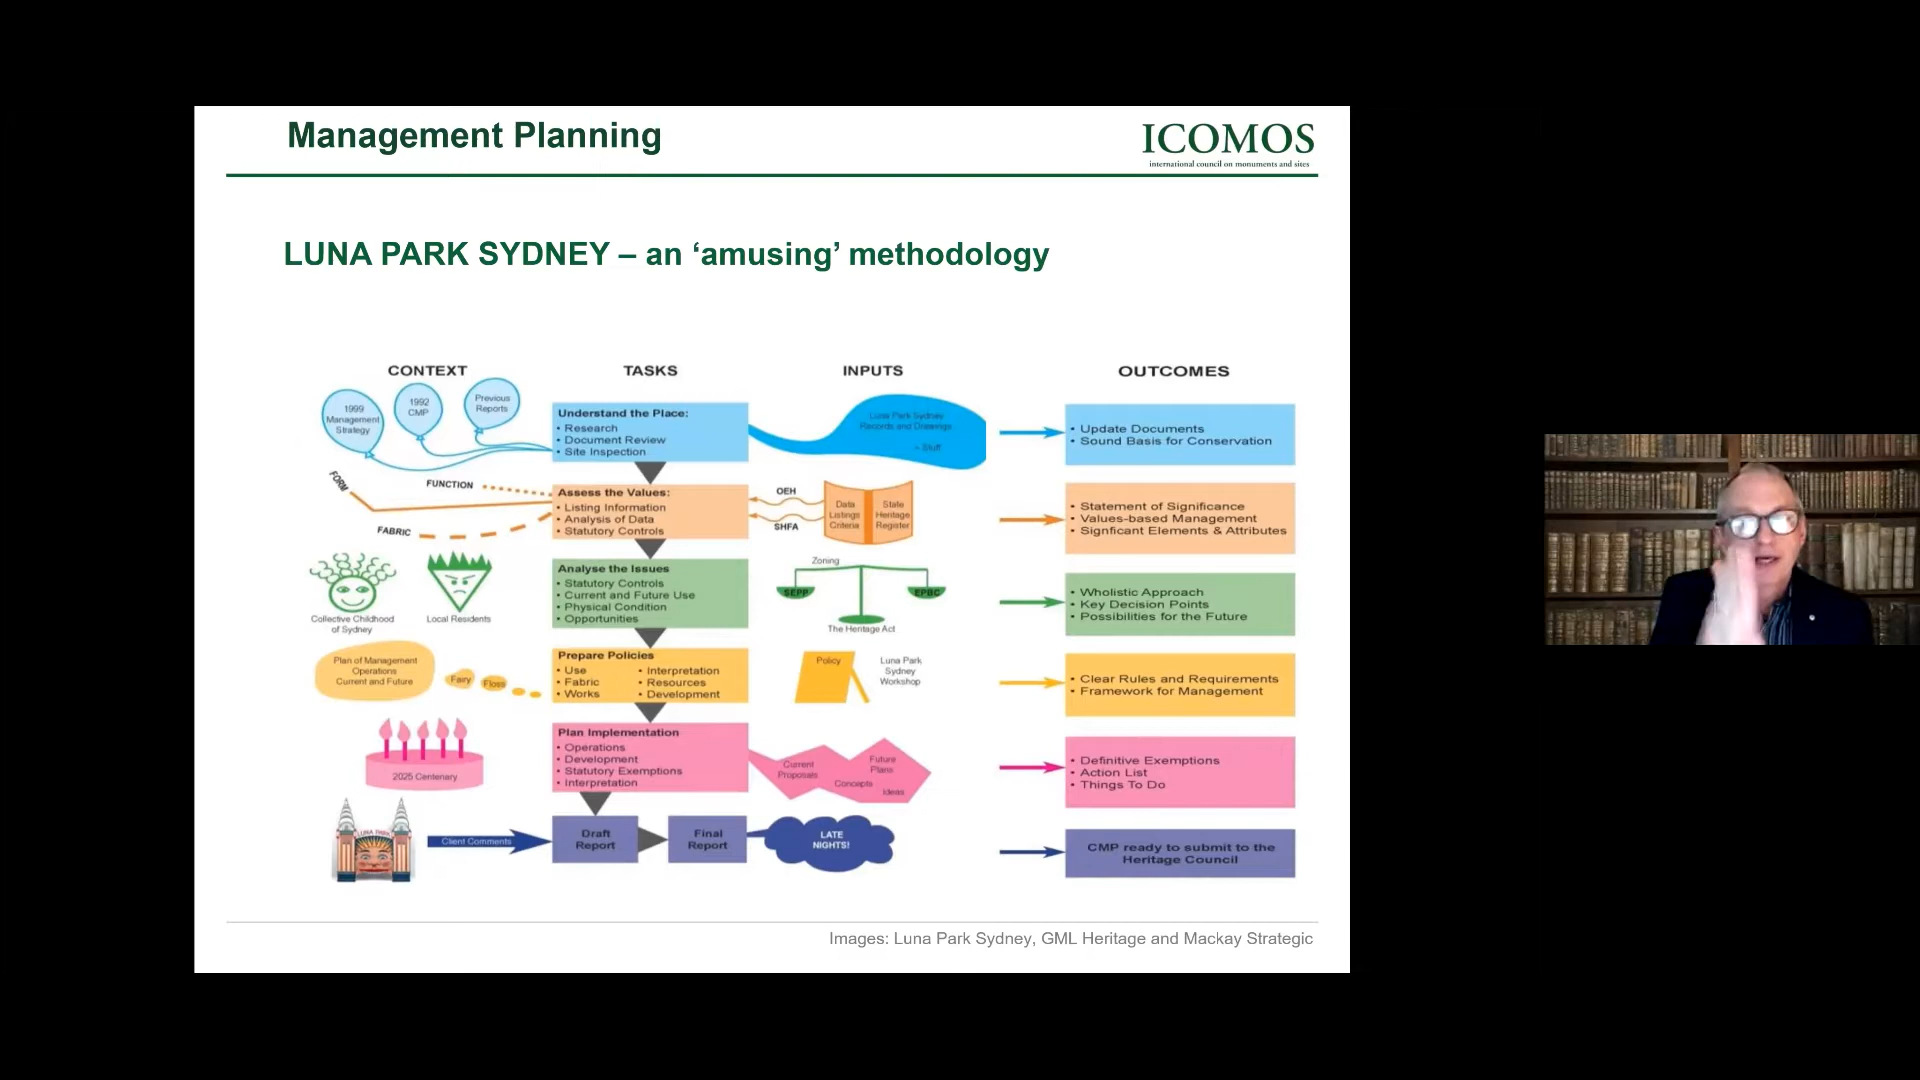 Management Planning
ICOMOS
international council on monuments and sites
LUNA PARK SYDNEY – an ‘amusing’ methodology
CONTEXT
TASKS
INPUTS
OUTCOMES
1999
Management
Strategy
1992
CMP
Previous
Reports
Understand the Place:
• Research
• Document Review
• Site Inspection
Luna Park Sydney
Records and Drawings
+ Stuff
• Update Documents
• Sound Basis for Conservation
FORM
FUNCTION
FABRIC
Assess the Values:
• Listing Information
• Analysis of Data
• Statutory Controls
OEH
SHFA
Data
Listings
Criteria
State
Heritage
Register
• Statement of Significance
• Values-based Management
• Signficant Elements & Attributes
Collective Childhood
of Sydney
Local Residents
Analyse the Issues
• Statutory Controls
• Current and Future Use
• Physical Condition
• Opportunities
Zoning
SEPP
EPBC
The Heritage Act
• Wholistic Approach
• Key Decision Points
• Possibilities for the Future
Plan of Management
Operations
Current and Future
Fairy
Floss
Prepare Policies
• Use
• Fabric
• Works
• Interpretation
• Resources
• Development
Policy
Luna Park
Sydney
Workshop
• Clear Rules and Requirements
• Framework for Management
2025 Centenary
Plan Implementation
• Operations
• Development
• Statutory Exemptions
• Interpretation
Current
Proposals
Future
Plans
Concepts
Ideas
• Definitive Exemptions
• Action List
• Things To Do
LUNA PARK
Client Comments
Draft
Report
Final
Report
LATE
NIGHTS!
CMP ready to submit to the
Heritage Council
Images: Luna Park Sydney, GML Heritage and Mackay Strategic